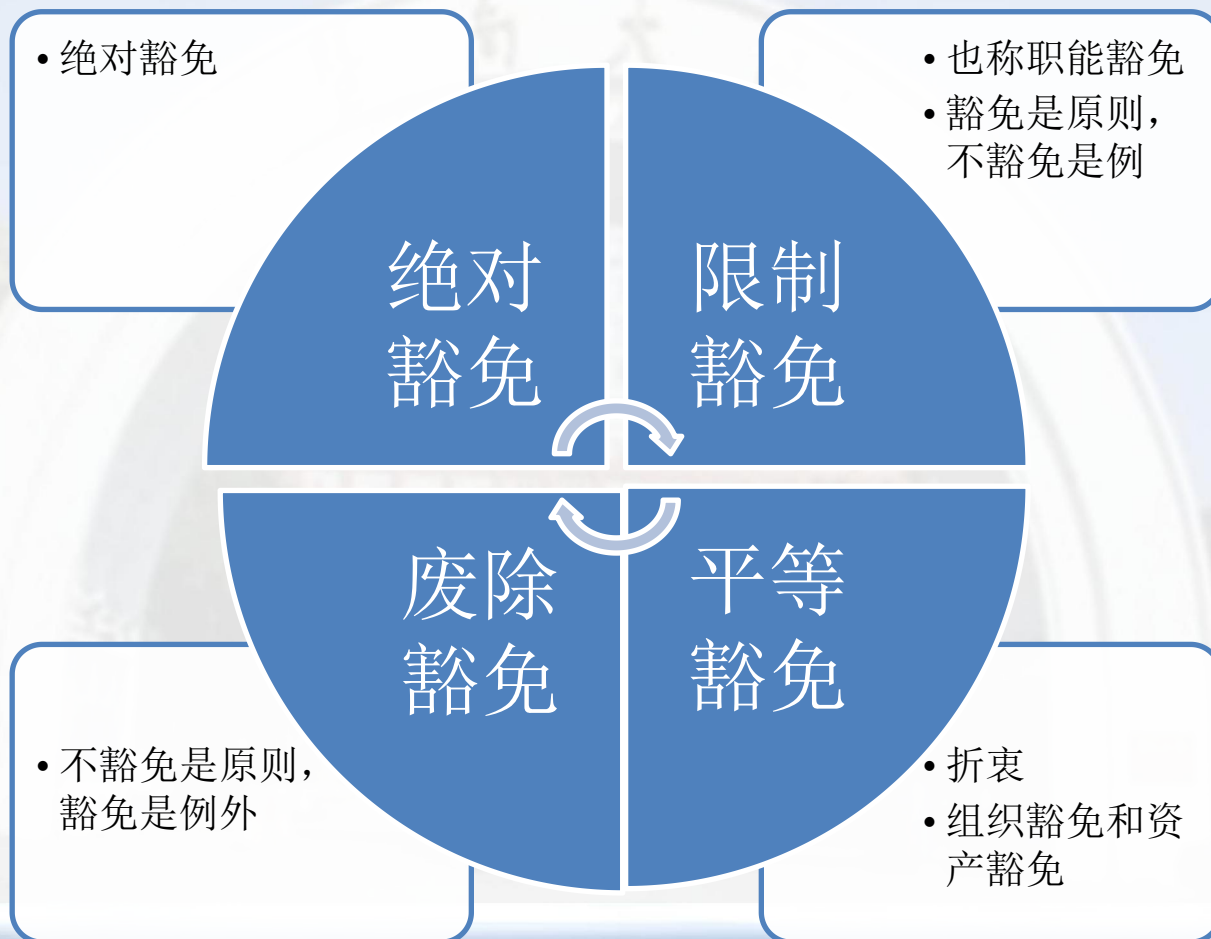 • 绝对豁免
• 也称职能豁免
• 豁免是原则，
不豁免是例
绝对
豁免
限制
豁免
废除
豁免
平等
豁免
• 不豁免是原则，
豁免是例外
• 折衷
• 组织豁免和资
产豁免